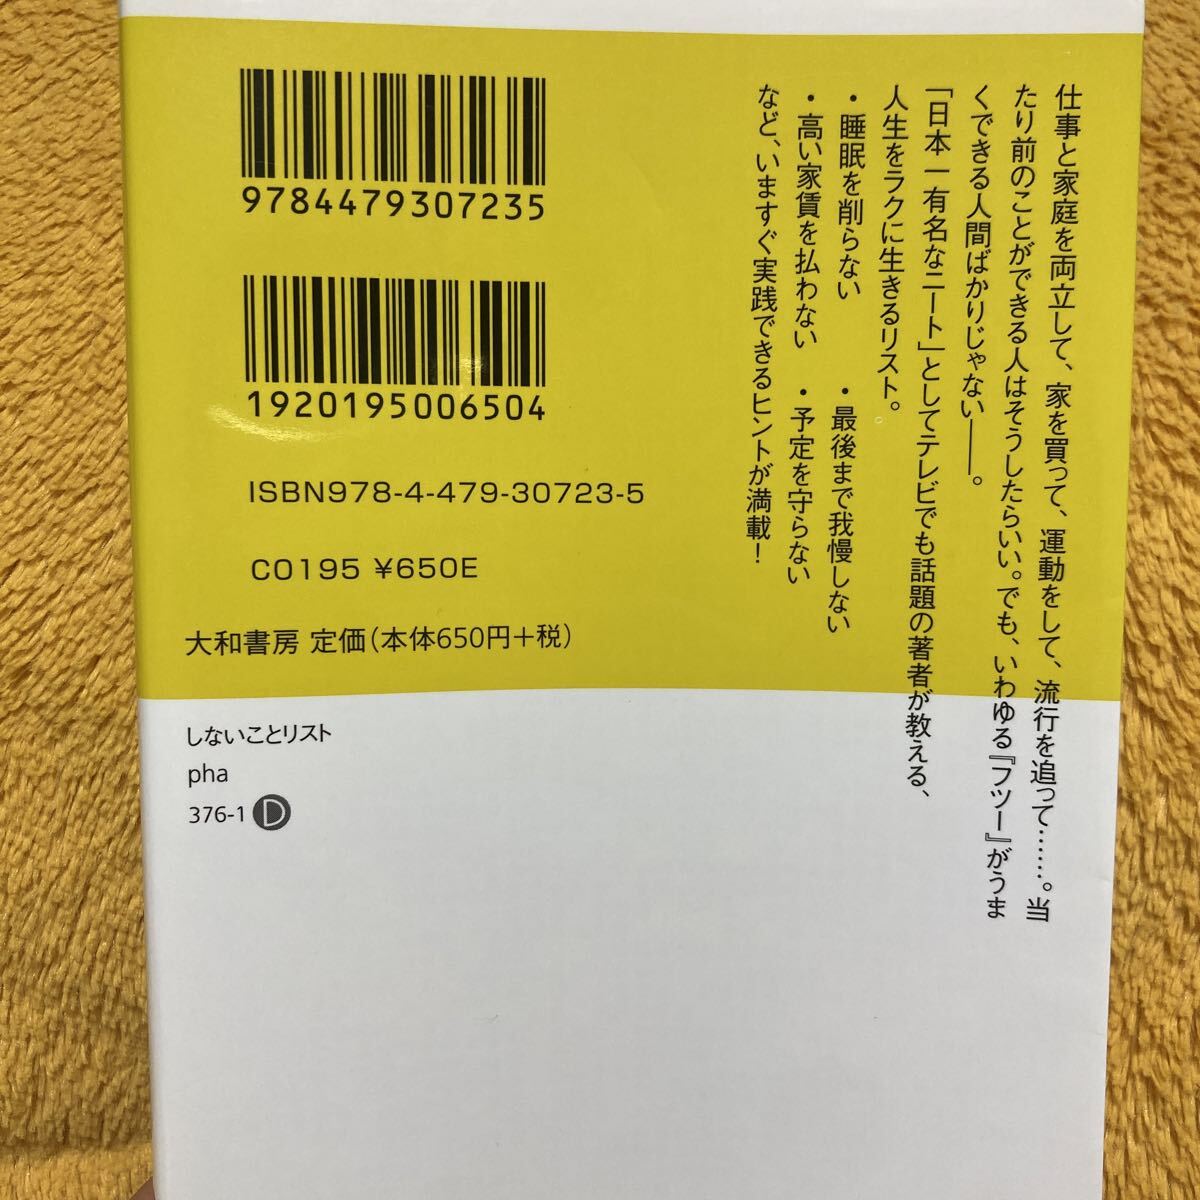 仕事と家庭を両立して、家を買って、運動をして、流行を追って……。当
たり前のことができる人はそうしたらいい。でも、いわゆる『フツー』がうま
くできる人間ばかりじゃない——。
「日本一有名なニート」としてテレビでも話題の著者が教える、
人生をラクに生きるリスト。
・睡眠を削らない ・最後まで我慢しない
・高い家賃を払わない ・予定を守らない
など、いますぐ実践できるヒントが満載！
9784479307235
1920195006504
ISBN978-4-479-30723-5
C0195 ¥650E
大和書房 定価(本体650円+税)
しないことリスト
pha
376-1 D